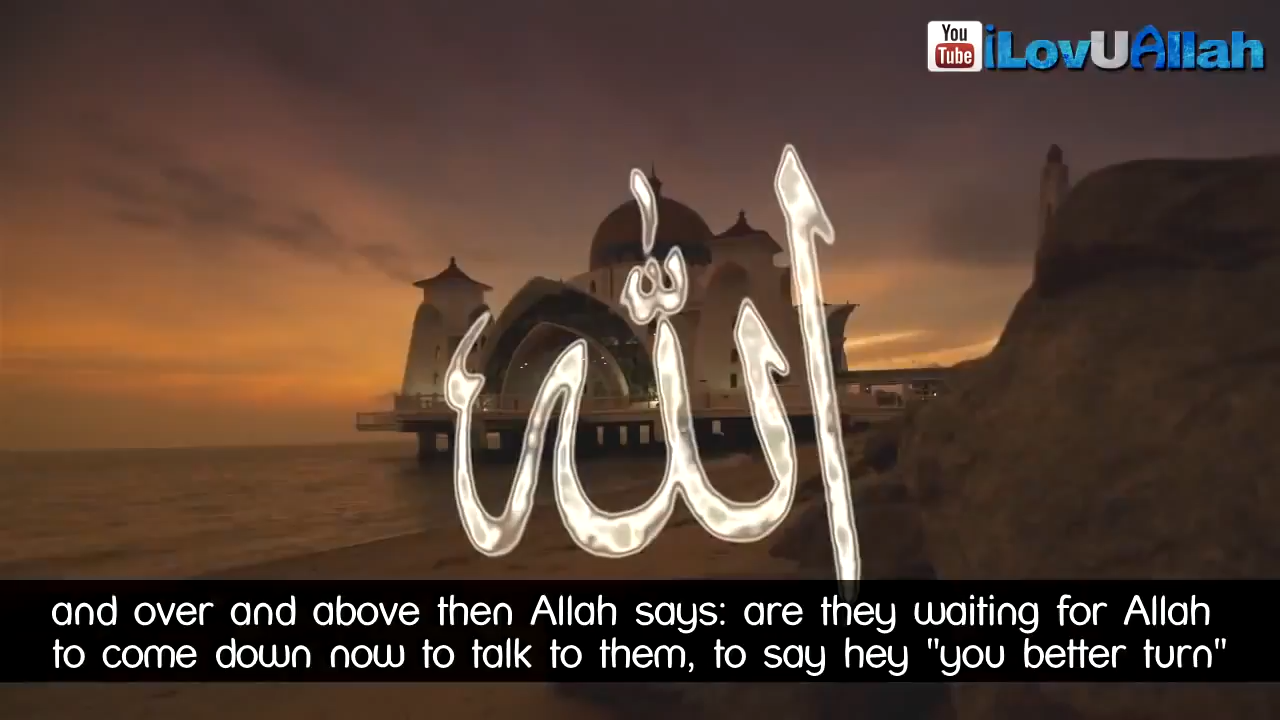 You
Tube
iLovUAllah
الله
and over and above then Allah says: are they waiting for Allah
to come down now to talk to them, to say hey "you better turn"